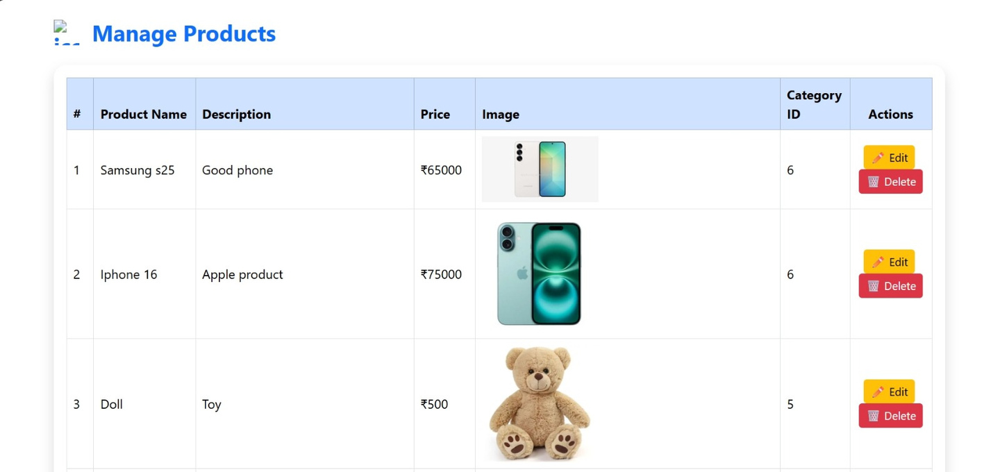 Manage Products
# Product Name Description Price Image Category ID Actions
1 Samsung s25 Good phone ₹65000 6 Edit
Delete
2 Iphone 16 Apple product ₹75000 6 Edit
Delete
3 Doll Toy ₹500 5 Edit
Delete